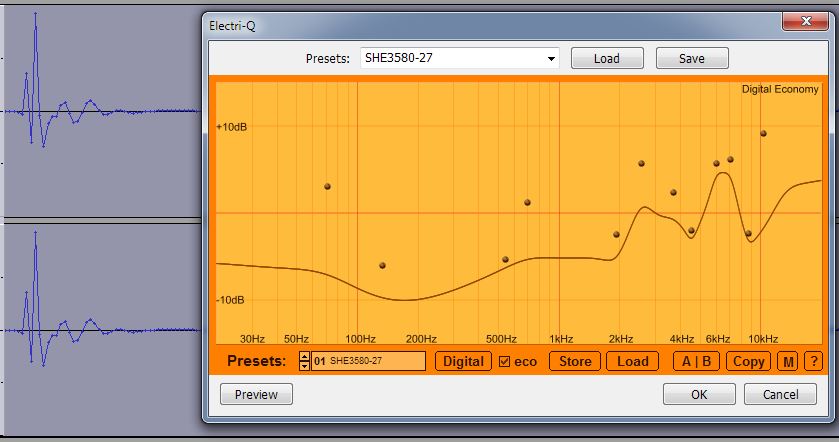 Electri-Q
Presets: SHE3580-27 Load Save
Digital Economy
+10dB
-10dB
30Hz 50Hz 100Hz 200Hz 500Hz 1kHz 2kHz 4kHz 6kHz 10kHz
Presets: 01 SHE3580-27 Digital eco Store Load A | B Copy M ?
Preview OK Cancel